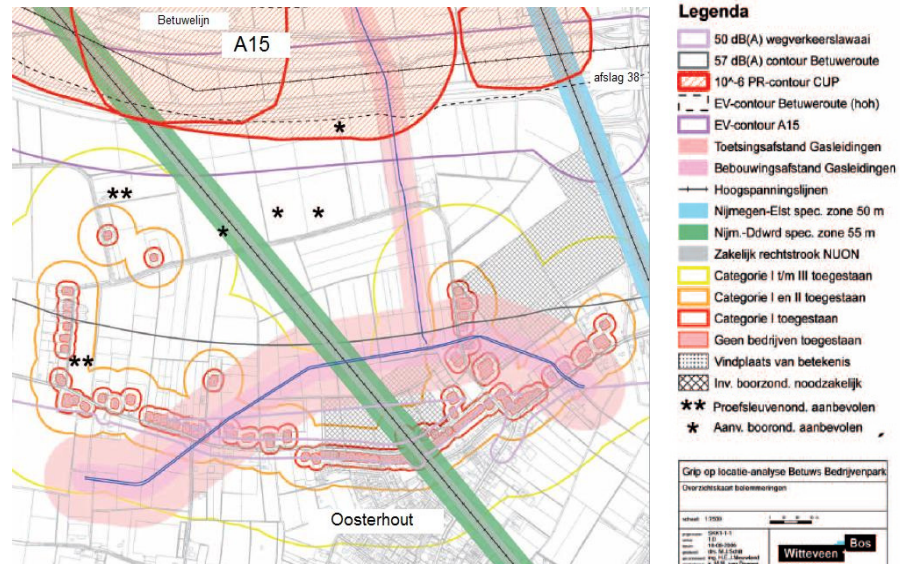 Betuwelijn
A15
afslag 38
**
*
*
*
*
**
Oosterhout
Legenda
50 dB(A) wegverkeerslawaai
57 dB(A) contour Betuweroute
10^-6 PR-contour CUP
EV-contour Betuweroute (hoh)
EV-contour A15
Toetsingsafstand Gasleidingen
Bebouwingsafstand Gasleidingen
Hoogspanningslijnen
Nijmegen-Elst spec. zone 50 m
Nijm.-Ddwrd spec. zone 55 m
Zakelijk rechtstrook NUON
Categorie I t/m III toegestaan
Categorie I en II toegestaan
Categorie I toegestaan
Geen bedrijven toegestaan
Vindplaats van betekenis
Inv. boorzond. noodzakelijk
** Proefsleuvenond. aanbevolen
* Aanv. boorond. aanbevolen
Grip op locatie-analyse Betuws Bedrijvenpark
Overzichtskaart belemmeringen
Witteveen
Bos